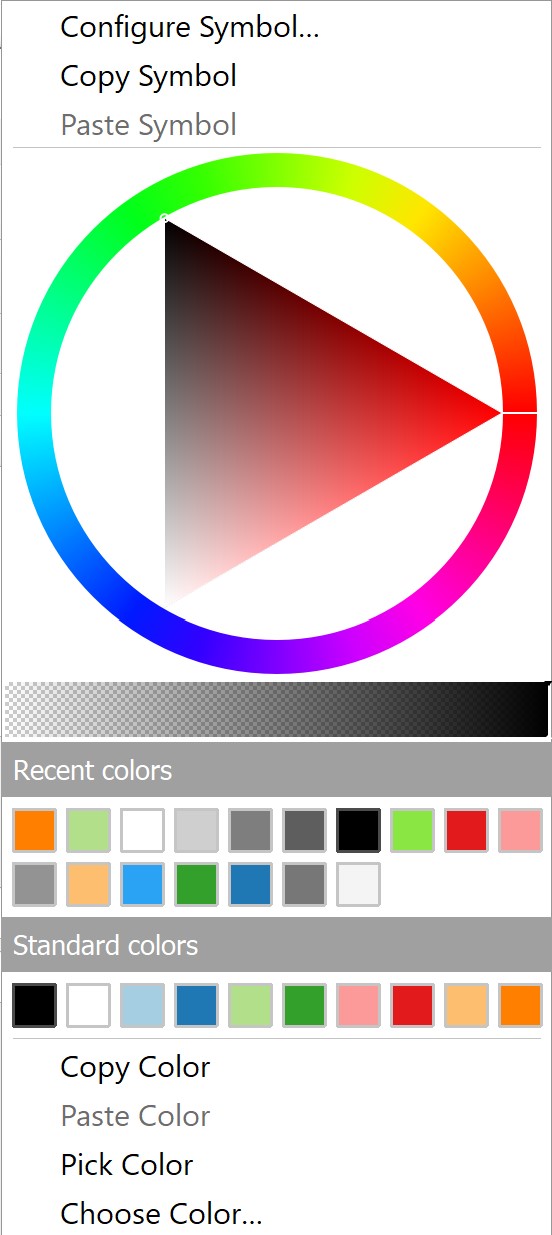 Configure Symbol...
Copy Symbol
Paste Symbol
Recent colors
Standard colors
Copy Color
Paste Color
Pick Color
Choose Color...